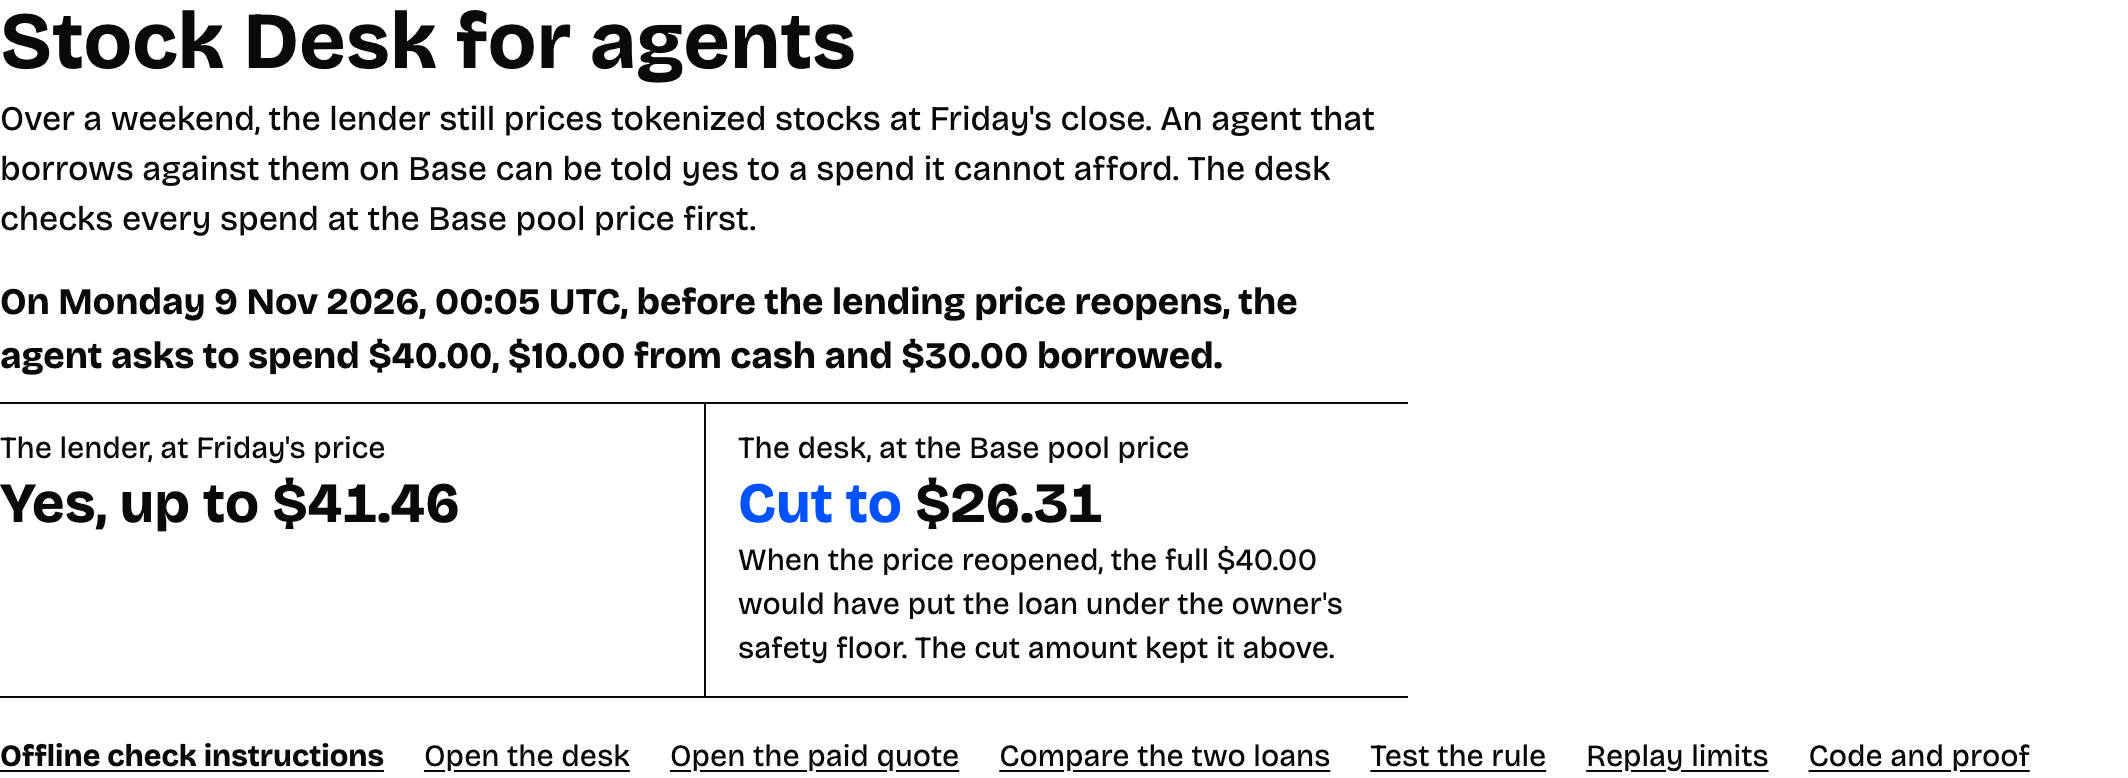 Stock Desk for agents
Over a weekend, the lender still prices tokenized stocks at Friday's close. An agent that
borrows against them on Base can be told yes to a spend it cannot afford. The desk
checks every spend at the Base pool price first.
On Monday 9 Nov 2026, 00:05 UTC, before the lending price reopens, the
agent asks to spend $40.00, $10.00 from cash and $30.00 borrowed.
The lender, at Friday's price
Yes, up to $41.46
The desk, at the Base pool price
Cut to $26.31
When the price reopened, the full $40.00
would have put the loan under the owner's
safety floor. The cut amount kept it above.
Offline check instructions Open the desk Open the paid quote Compare the two loans Test the rule Replay limits Code and proof